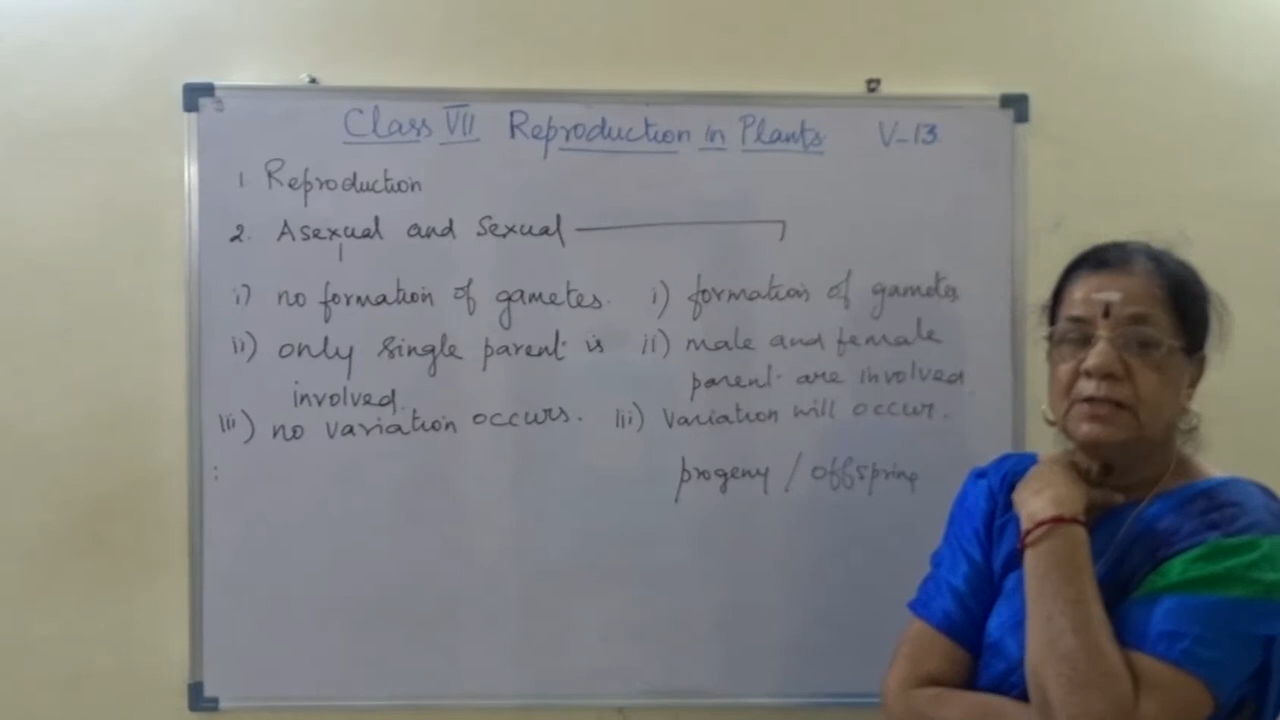 Class VII Reproduction in Plants V-13
1 Reproduction
2. Asexual and Sexual
i) no formation of gametes. i) formation of gametes
ii) only single parent is ii) male and female
involved. parent are involved
iii) no variation occurs. iii) Variation will occur.
progeny / offspring